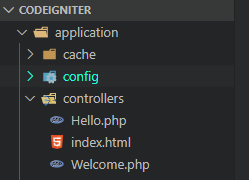 CODEIGNITER
application
cache
config
controllers
Hello.php
index.html
Welcome.php